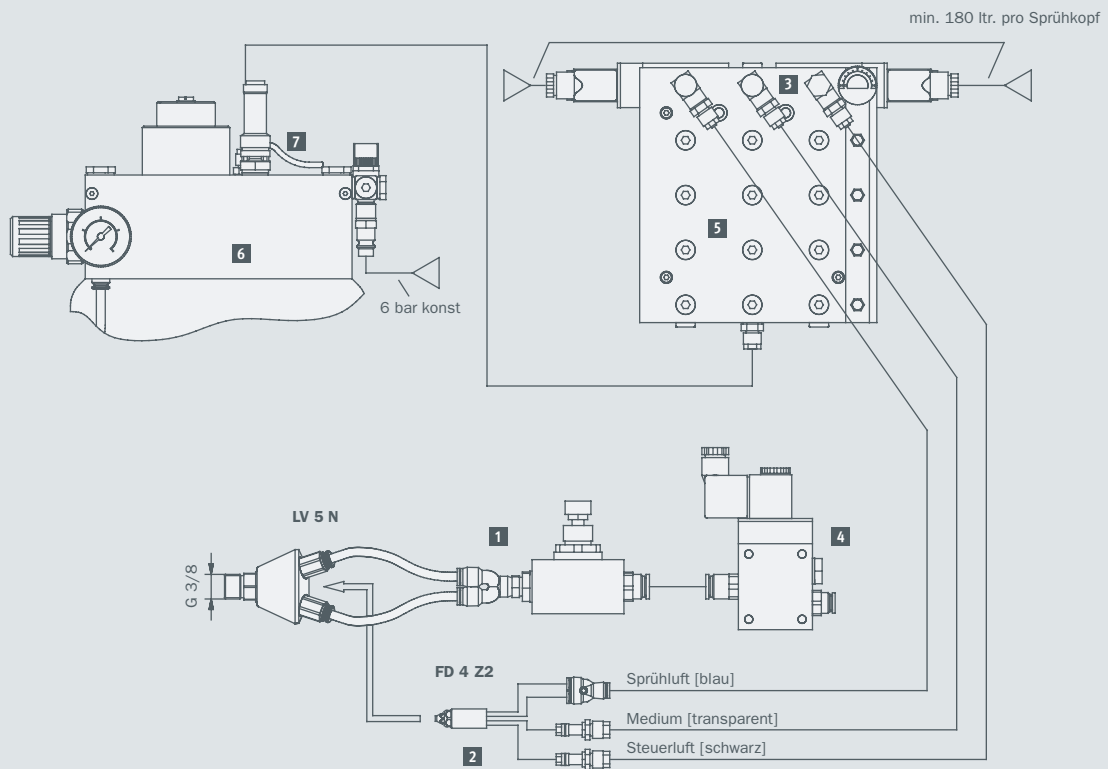 min. 180 ltr. pro Sprühkopf
3
7
5
6
6 bar konst
LV 5 N
1
4
G 3/8
FD 4 Z2
Sprühluft [blau]
Medium [transparent]
2
Steuerluft [schwarz]